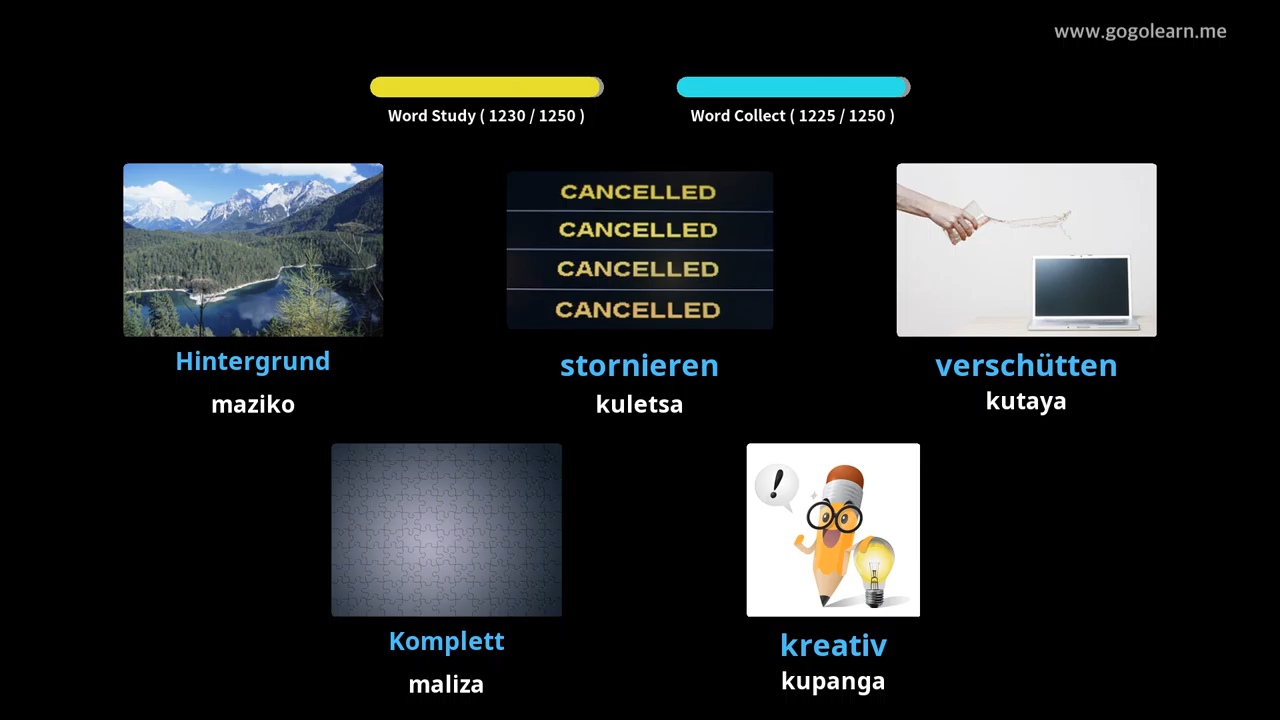 www.gogolearn.me
Word Study ( 1230 / 1250 )
Word Collect ( 1225 / 1250 )
CANCELLED
CANCELLED
CANCELLED
CANCELLED
Hintergrund
maziko
stornieren
kuletsa
verschütten
kutaya
!
Komplett
maliza
kreativ
kupanga